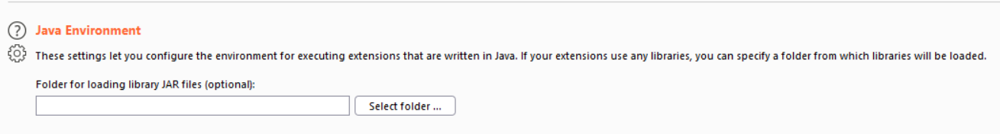 Java Environment
These settings let you configure the environment for executing extensions that are written in Java. If your extensions use any libraries, you can specify a folder from which libraries will be loaded.
Folder for loading library JAR files (optional):
Select folder ...